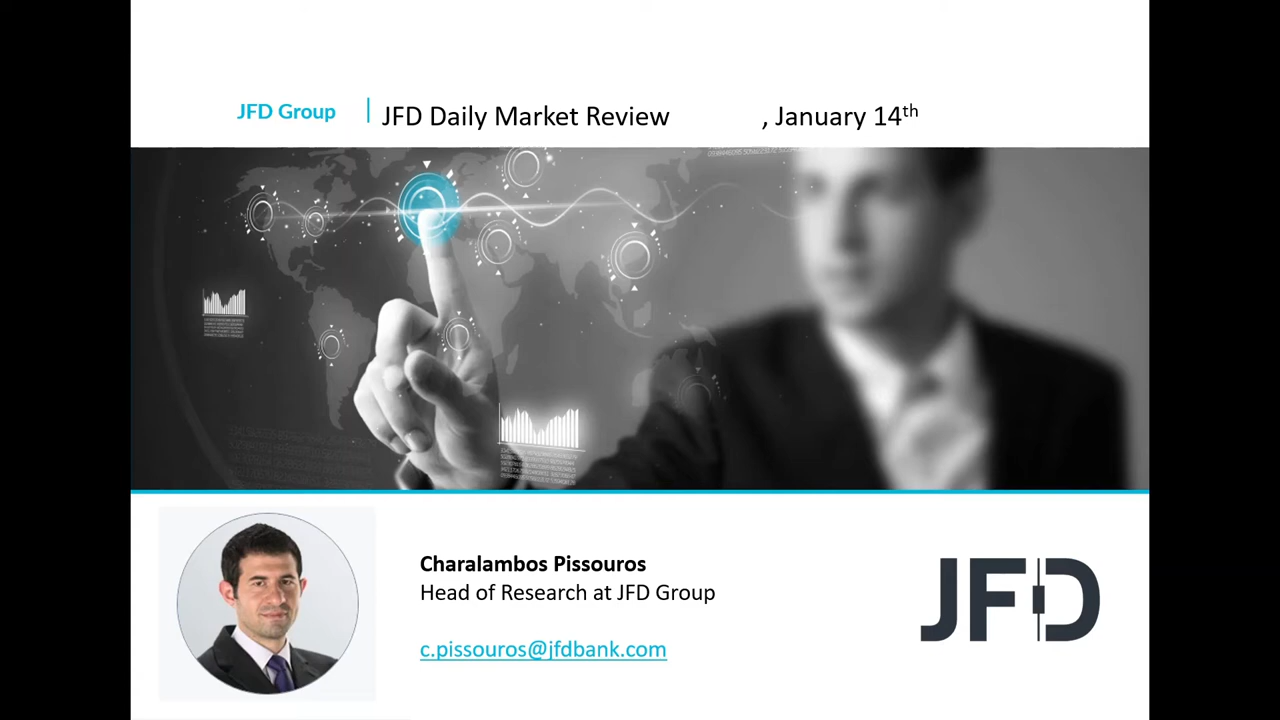 JFD Group
JFD Daily Market Review , January 14th
Charalambos Pissouros
Head of Research at JFD Group
c.pissouros@jfdbank.com
JFD